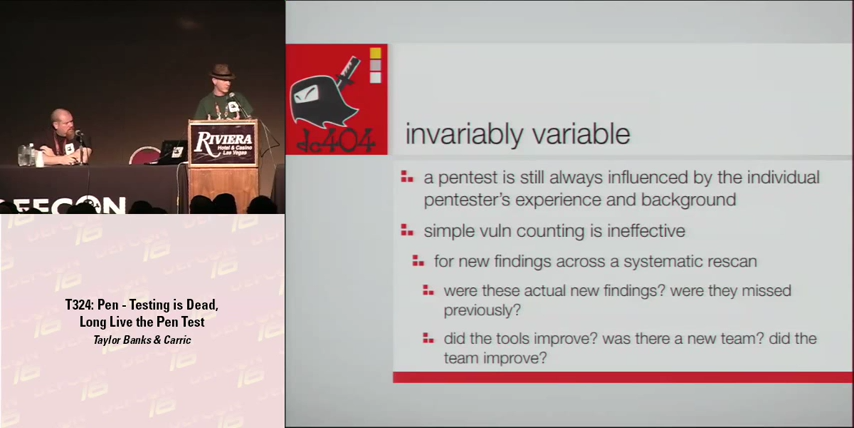 RIVIERA
Hotel & Casino
Las Vegas
DEFCON
T324: Pen - Testing is Dead,
Long Live the Pen Test
Taylor Banks & Carric
dc404
invariably variable
a pentest is still always influenced by the individual
pentester's experience and background
simple vuln counting is ineffective
for new findings across a systematic rescan
were these actual new findings? were they missed
previously?
did the tools improve? was there a new team? did the
team improve?